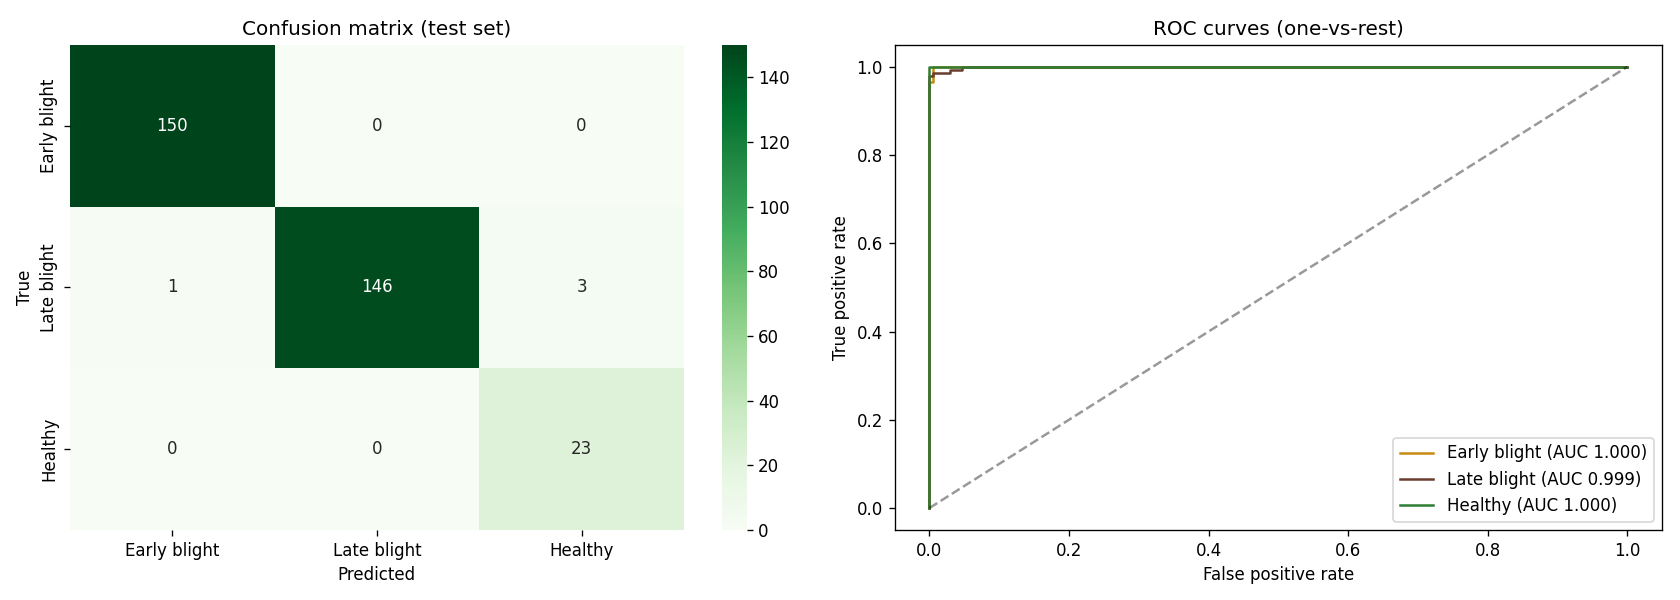 Confusion matrix (test set)
True
Early blight
Late blight
Healthy
150 0 0
1 146 3
0 0 23
Early blight Late blight Healthy
Predicted
140
120
100
80
60
40
20
0
ROC curves (one-vs-rest)
True positive rate
1.0
0.8
0.6
0.4
0.2
0.0
Early blight (AUC 1.000)
Late blight (AUC 0.999)
Healthy (AUC 1.000)
0.0 0.2 0.4 0.6 0.8 1.0
False positive rate